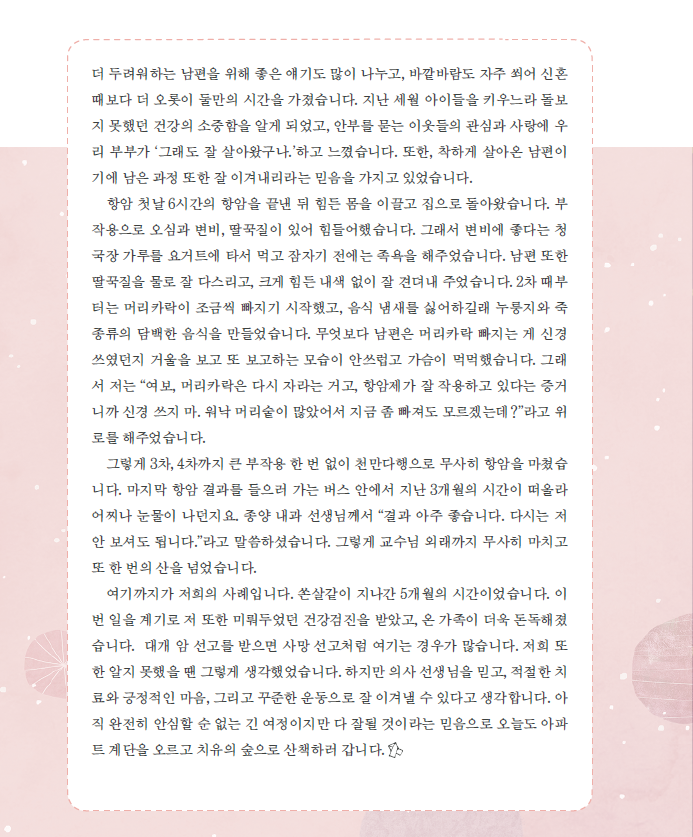 더 두려워하는 남편을 위해 좋은 얘기도 많이 나누고, 바깥바람도 자주 쐬어 신혼
때보다 더 오롯이 둘만의 시간을 가졌습니다. 지난 세월 아이들을 키우느라 돌보
지 못했던 건강의 소중함을 알게 되었고, 안부를 묻는 이웃들의 관심과 사랑에 우
리 부부가 ‘그래도 잘 살아왔구나.’하고 느꼈습니다. 또한, 착하게 살아온 남편이
기에 남은 과정 또한 잘 이겨내리라는 믿음을 가지고 있었습니다.
항암 첫날 6시간의 항암을 끝낸 뒤 힘든 몸을 이끌고 집으로 돌아왔습니다. 부
작용으로 오심과 변비, 딸꾹질이 있어 힘들어했습니다. 그래서 변비에 좋다는 청
국장 가루를 요거트에 타서 먹고 잠자기 전에는 족욕을 해주었습니다. 남편 또한
딸꾹질을 물로 잘 다스리고, 크게 힘든 내색 없이 잘 견뎌내 주었습니다. 2차 때부
터는 머리카락이 조금씩 빠지기 시작했고, 음식 냄새를 싫어하길래 누룽지와 죽
종류의 담백한 음식을 만들었습니다. 무엇보다 남편은 머리카락 빠지는 게 신경
쓰였던지 거울을 보고 또 보고하는 모습이 안쓰럽고 가슴이 먹먹했습니다. 그래
서 저는 “여보, 머리카락은 다시 자라는 거고, 항암제가 잘 작용하고 있다는 증거
니까 신경 쓰지 마. 워낙 머리숱이 많았어서 지금 좀 빠져도 모르겠는데?”라고 위
로를 해주었습니다.
그렇게 3차, 4차까지 큰 부작용 한 번 없이 천만다행으로 무사히 항암을 마쳤습
니다. 마지막 항암 결과를 들으러 가는 버스 안에서 지난 3개월의 시간이 떠올라
어찌나 눈물이 나던지요. 종양 내과 선생님께서 “결과 아주 좋습니다. 다시는 저
안 보셔도 됩니다.”라고 말씀하셨습니다. 그렇게 교수님 외래까지 무사히 마치고
또 한 번의 산을 넘었습니다.
여기까지가 저희의 사례입니다. 쏜살같이 지나간 5개월의 시간이었습니다. 이
번 일을 계기로 저 또한 미뤄두었던 건강검진을 받았고, 온 가족이 더욱 돈독해졌
습니다. 대개 암 선고를 받으면 사망 선고처럼 여기는 경우가 많습니다. 저희 또
한 알지 못했을 땐 그렇게 생각했었습니다. 하지만 의사 선생님을 믿고, 적절한 치
료와 긍정적인 마음, 그리고 꾸준한 운동으로 잘 이겨낼 수 있다고 생각합니다. 아
직 완전히 안심할 순 없는 긴 여정이지만 다 잘될 것이라는 믿음으로 오늘도 아파
트 계단을 오르고 치유의 숲으로 산책하러 갑니다.